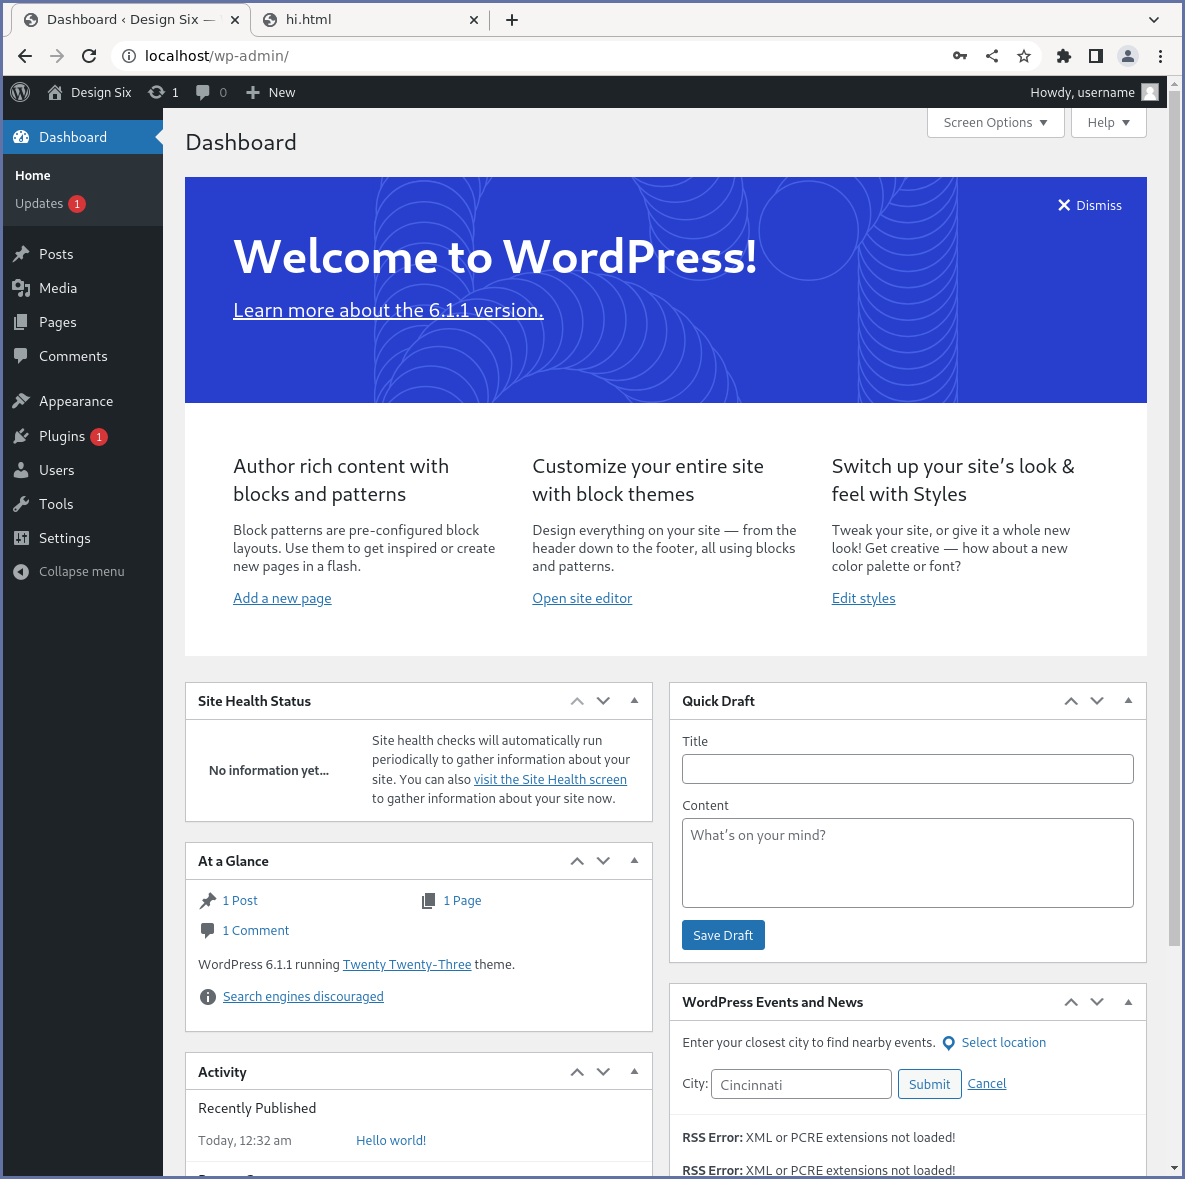 Dashboard ‹ Design Six —
hi.html
localhost/wp-admin/
Design Six
1
0
New
Howdy, username
Dashboard
Home
Updates 1
Posts
Media
Pages
Comments
Appearance
Plugins 1
Users
Tools
Settings
Collapse menu
Screen Options
Help
Dashboard
Dismiss
Welcome to WordPress!
Learn more about the 6.1.1 version.
Author rich content with
blocks and patterns
Block patterns are pre-configured block
layouts. Use them to get inspired or create
new pages in a flash.
Add a new page
Customize your entire site
with block themes
Design everything on your site — from the
header down to the footer, all using blocks
and patterns.
Open site editor
Switch up your site’s look &
feel with Styles
Tweak your site, or give it a whole new
look! Get creative — how about a new
color palette or font?
Edit styles
Site Health Status
No information yet…
Site health checks will automatically run
periodically to gather information about your
site. You can also visit the Site Health screen
to gather information about your site now.
At a Glance
1 Post
1 Page
1 Comment
WordPress 6.1.1 running Twenty Twenty-Three theme.
Search engines discouraged
Activity
Recently Published
Today, 12:32 am
Hello world!
Quick Draft
Title
Content
What’s on your mind?
Save Draft
WordPress Events and News
Enter your closest city to find nearby events.
Select location
City:
Cincinnati
Submit
Cancel
RSS Error: XML or PCRE extensions not loaded!
RSS Error: XML or PCRE extensions not loaded!